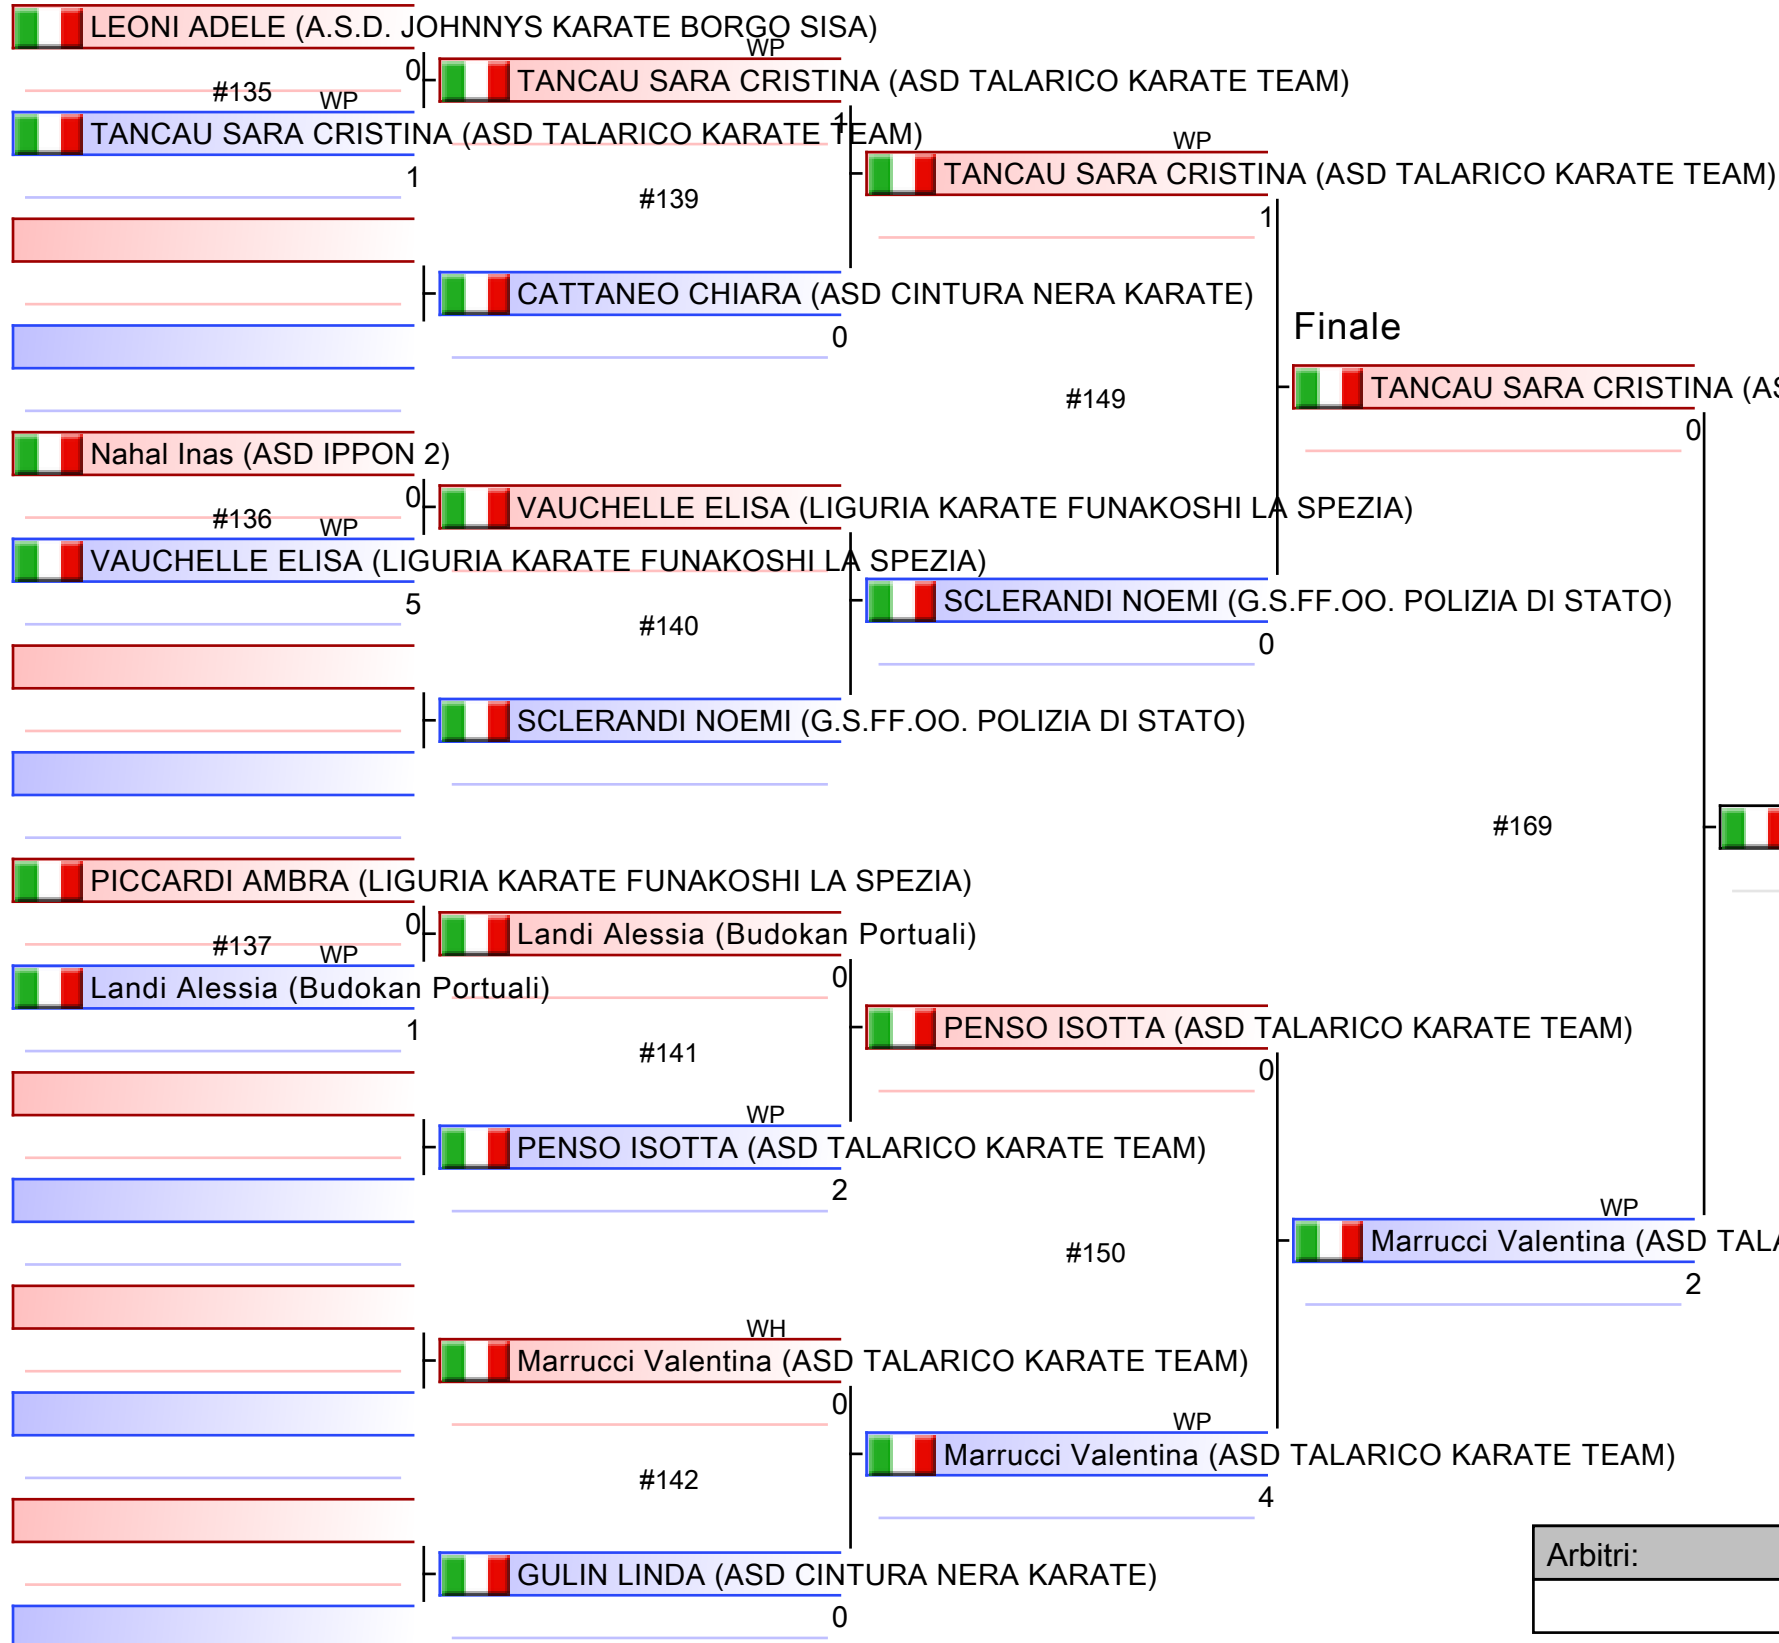 LEONI ADELE (A.S.D. JOHNNYS KARATE BORGO SISA)
0
#135
WP
TANCAU SARA CRISTINA (ASD TALARICO KARATE TEAM)
1
Nahal Inas (ASD IPPON 2)
0
#136
WP
VAUCHELLE ELISA (LIGURIA KARATE FUNAKOSHI LA SPEZIA)
5
PICCARDI AMBRA (LIGURIA KARATE FUNAKOSHI LA SPEZIA)
0
#137
WP
Landi Alessia (Budokan Portuali)
1
WP
TANCAU SARA CRISTINA (ASD TALARICO KARATE TEAM)
1
#139
CATTANEO CHIARA (ASD CINTURA NERA KARATE)
0
VAUCHELLE ELISA (LIGURIA KARATE FUNAKOSHI LA SPEZIA)
#140
SCLERANDI NOEMI (G.S.FF.OO. POLIZIA DI STATO)
Landi Alessia (Budokan Portuali)
0
#141
WP
PENSO ISOTTA (ASD TALARICO KARATE TEAM)
2
WH
Marrucci Valentina (ASD TALARICO KARATE TEAM)
0
#142
GULIN LINDA (ASD CINTURA NERA KARATE)
0
WP
TANCAU SARA CRISTINA (ASD TALARICO KARATE TEAM)
1
#149
SCLERANDI NOEMI (G.S.FF.OO. POLIZIA DI STATO)
0
PENSO ISOTTA (ASD TALARICO KARATE TEAM)
0
#150
WP
Marrucci Valentina (ASD TALARICO KARATE TEAM)
4
Finale
TANCAU SARA CRISTINA (AS
0
#169
WP
Marrucci Valentina (ASD TALA
2
Arbitri: